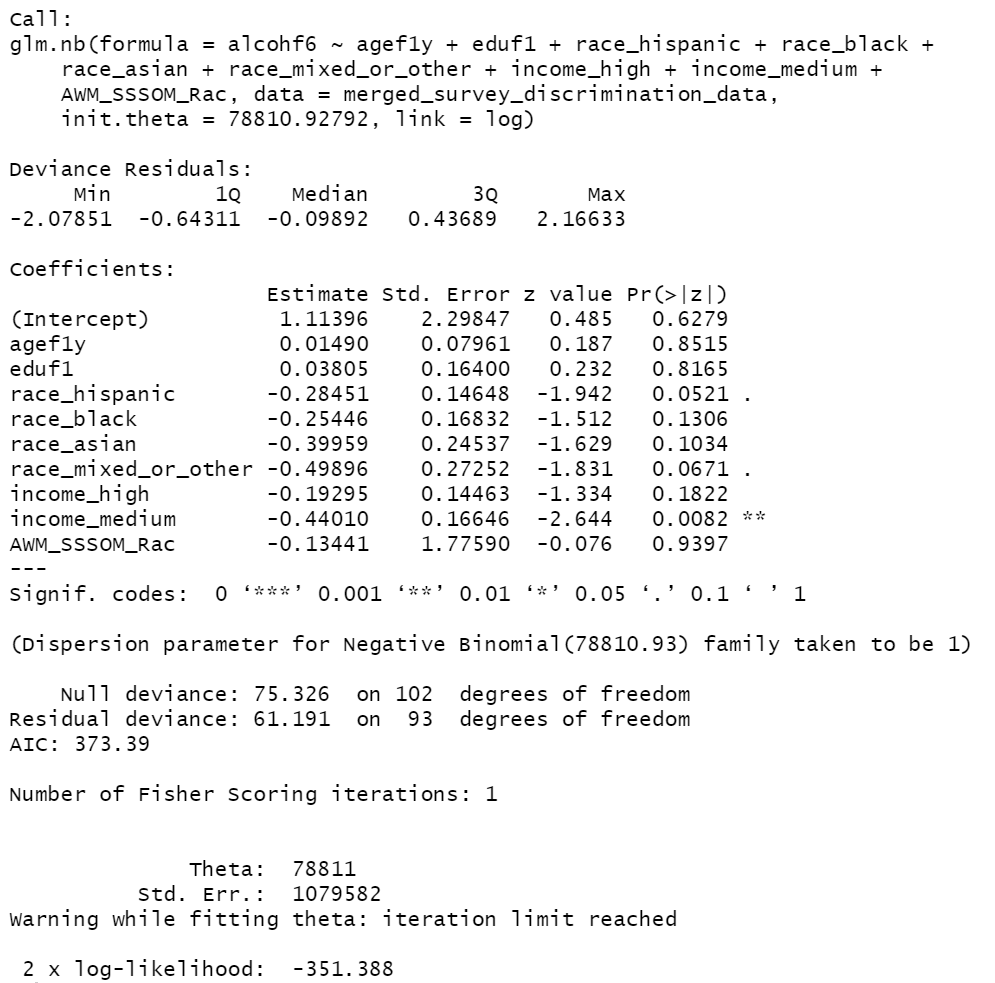 Call:
glm.nb(formula = alcohf6 ~ agef1y + eduf1 + race_hispanic + race_black +
    race_asian + race_mixed_or_other + income_high + income_medium +
    AWM_SSSOM_Rac, data = merged_survey_discrimination_data,
    init.theta = 78810.92792, link = log)

Deviance Residuals:
     Min        1Q    Median        3Q       Max
-2.07851  -0.64311  -0.09892   0.43689   2.16633

Coefficients:
                    Estimate Std. Error z value Pr(>|z|)
(Intercept)          1.11396    2.29847   0.485   0.6279
agef1y               0.01490    0.07961   0.187   0.8515
eduf1                0.03805    0.16400   0.232   0.8165
race_hispanic       -0.28451    0.14648  -1.942   0.0521 .
race_black          -0.25446    0.16832  -1.512   0.1306
race_asian          -0.39959    0.24537  -1.629   0.1034
race_mixed_or_other -0.49896    0.27252  -1.831   0.0671 .
income_high         -0.19295    0.14463  -1.334   0.1822
income_medium       -0.44010    0.16646  -2.644   0.0082 **
AWM_SSSOM_Rac       -0.13441    1.77590  -0.076   0.9397
---
Signif. codes:  0 ‘***’ 0.001 ‘**’ 0.01 ‘*’ 0.05 ‘.’ 0.1 ‘ ’ 1

(Dispersion parameter for Negative Binomial(78810.93) family taken to be 1)

    Null deviance: 75.326  on 102  degrees of freedom
Residual deviance: 61.191  on  93  degrees of freedom
AIC: 373.39

Number of Fisher Scoring iterations: 1


              Theta:  78811
          Std. Err.:  1079582
Warning while fitting theta: iteration limit reached

 2 x log-likelihood:  -351.388